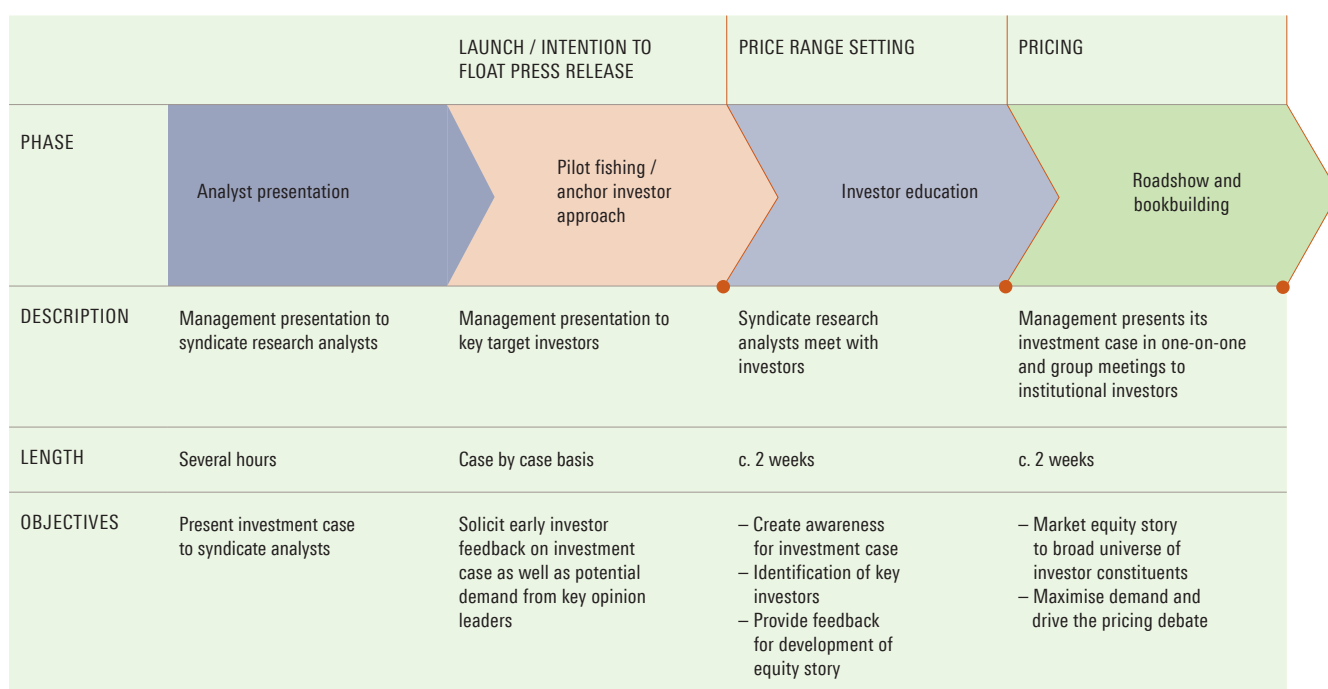 LAUNCH / INTENTION TO
FLOAT PRESS RELEASE
PRICE RANGE SETTING
PRICING
PHASE
Analyst presentation
Pilot fishing /
anchor investor
approach
Investor education
Roadshow and
bookbuilding
DESCRIPTION
Management presentation to
syndicate research analysts
Management presentation to
key target investors
Syndicate research
analysts meet with
investors
Management presents its
investment case in one-on-one
and group meetings to
institutional investors
LENGTH
Several hours
Case by case basis
c. 2 weeks
c. 2 weeks
OBJECTIVES
Present investment case
to syndicate analysts
Solicit early investor
feedback on investment
case as well as potential
demand from key opinion
leaders
– Create awareness
for investment case
– Identification of key
investors
– Provide feedback
for development of
equity story
– Market equity story
to broad universe of
investor constituents
– Maximise demand and
drive the pricing debate